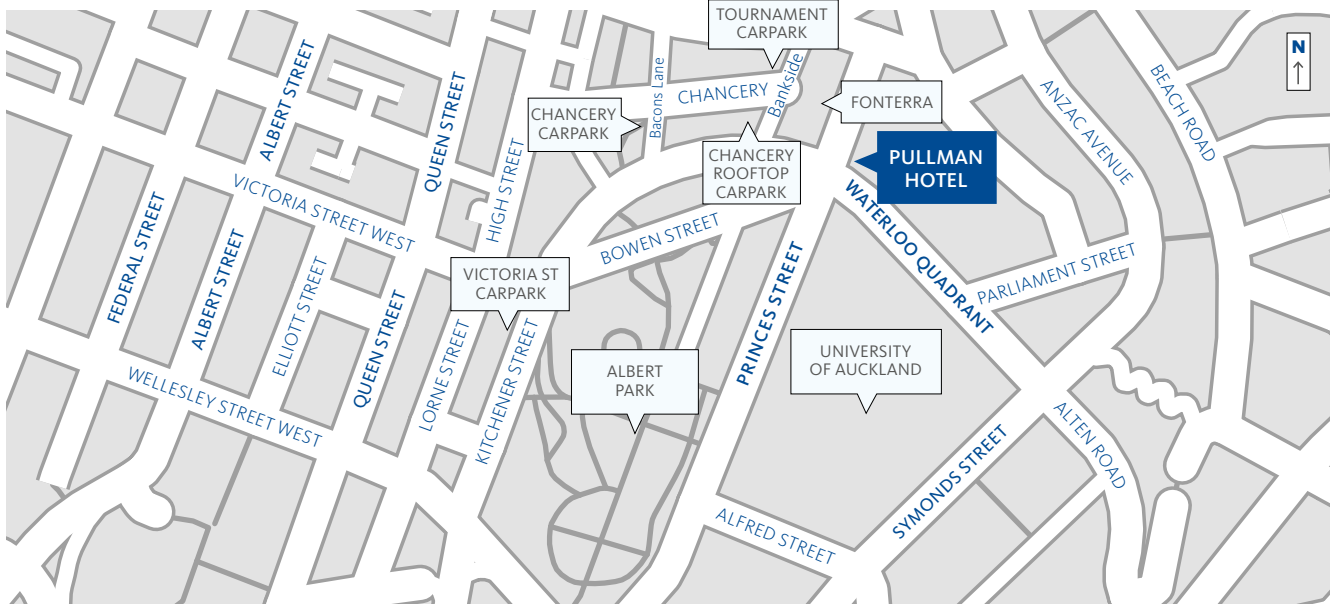 TOURNAMENT
CARPARK
N
BEACH ROAD
ALBERT STREET
QUEEN STREET
Bacons Lane
CHANCERY
Bankside
FONTERRA
ANZAC AVENUE
CHANCERY
CARPARK
CHANCERY
ROOFTOP
CARPARK
PULLMAN
HOTEL
HIGH STREET
VICTORIA STREET WEST
WATERLOO QUADRANT
BOWEN STREET
FEDERAL STREET
ALBERT STREET
ELLIOTT STREET
VICTORIA ST
CARPARK
PARLIAMENT STREET
PRINCES STREET
QUEEN STREET
LORNE STREET
KITCHENER STREET
ALBERT
PARK
UNIVERSITY
OF AUCKLAND
WELLESLEY STREET WEST
ALTEN ROAD
SYMONDS STREET
ALFRED STREET